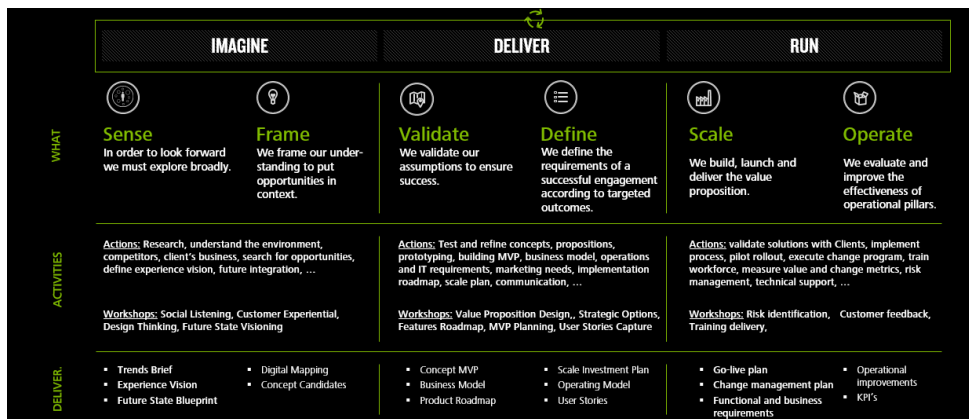 IMAGINE
DELIVER
RUN
WHAT
Sense
In order to look forward
we must explore broadly.
Frame
We frame our under-
standing to put
opportunities in
context.
Validate
We validate our
assumptions to ensure
success.
Define
We define the
requirements of a
successful engagement
according to targeted
outcomes.
Scale
We build, launch and
deliver the value
proposition.
Operate
We evaluate and
improve the
effectiveness of
operational pillars.
ACTIVITIES
Actions: Research, understand the environment,
competitors, client's business, search for opportunities,
define experience vision, future integration, ...
Workshops: Social Listening, Customer Experiential,
Design Thinking, Future State Visioning
Actions: Test and refine concepts, propositions,
prototyping, building MVP, business model, operations
and IT requirements, marketing needs, implementation
roadmap, scale plan, communication, ...
Workshops: Value Proposition Design,, Strategic Options,
Features Roadmap, MVP Planning, User Stories Capture
Actions: validate solutions with Clients, implement
process, pilot rollout, execute change program, train
workforce, measure value and change metrics, risk
management, technical support, ...
Workshops: Risk identification, Customer feedback,
Training delivery,
DELIVER.
▪ Trends Brief
▪ Experience Vision
▪ Future State Blueprint
▪ Digital Mapping
▪ Concept Candidates
▪ Concept MVP
▪ Business Model
▪ Product Roadmap
▪ Scale Investment Plan
▪ Operating Model
▪ User Stories
▪ Go-live plan
▪ Change management plan
▪ Functional and business
requirements
▪ Operational
improvements
▪ KPI's